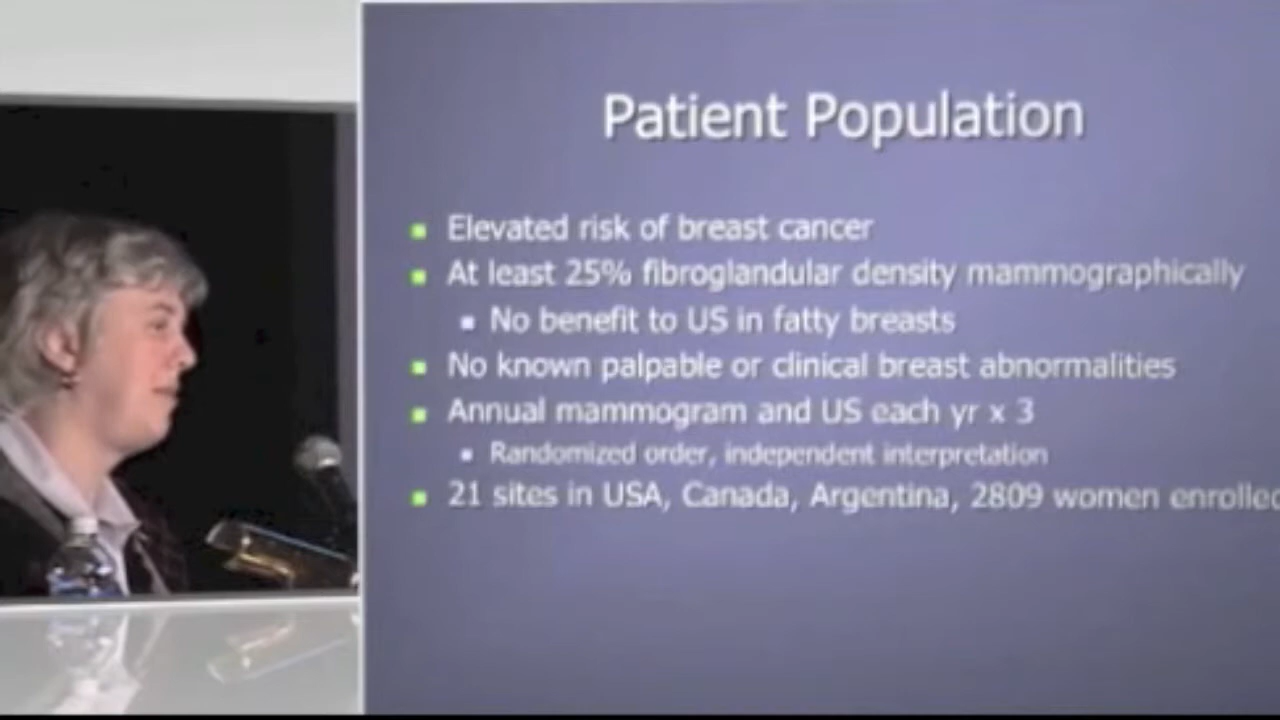 Patient Population
Elevated risk of breast cancer
At least 25% fibroglandular density mammographically
No benefit to US in fatty breasts
No known palpable or clinical breast abnormalities
Annual mammogram and US each yr x 3
Randomized order, independent interpretation
21 sites in USA, Canada, Argentina, 2809 women enrolled